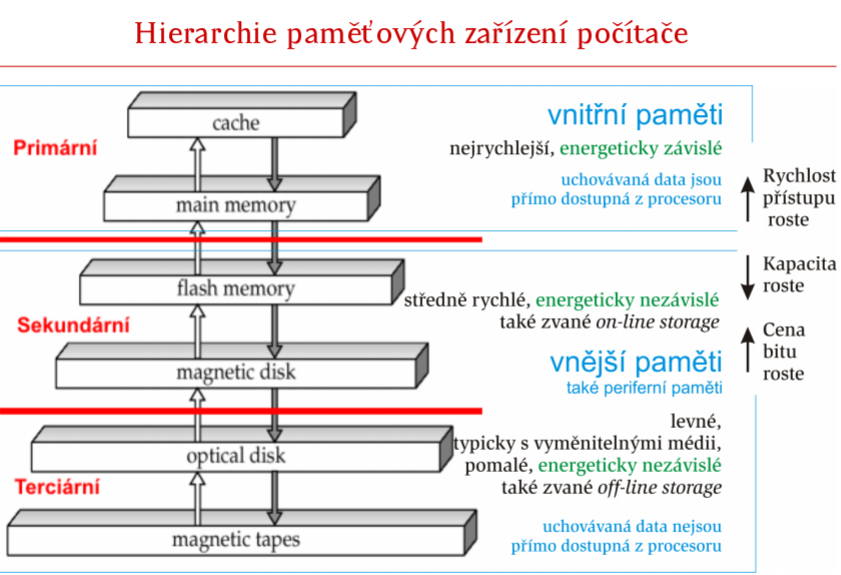 Hierarchie paměťových zařízení počítače
cache
vnitřní paměti
Primární
nejrychlejší, energeticky závislé
uchovávaná data jsou
přímo dostupná z procesoru
main memory
Rychlost
přístupu
roste
flash memory
středně rychlé, energeticky nezávislé
také zvané on-line storage
Kapacita
roste
Sekundární
magnetic disk
vnější paměti
také periferní paměti
Cena
bitu
roste
optical disk
levné,
typicky s vyměnitelnými médii,
pomalé, energeticky nezávislé
také zvané off-line storage
Terciární
magnetic tapes
uchovávaná data nejsou
přímo dostupná z procesoru